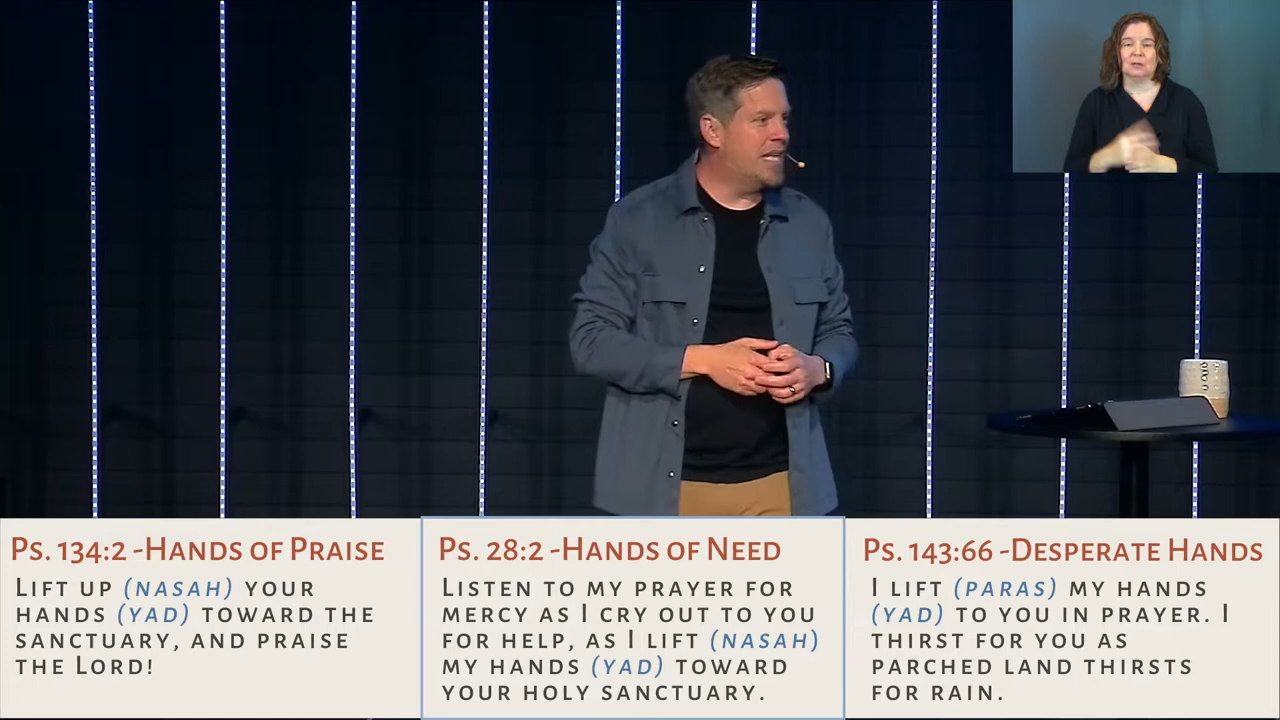 Ps. 134:2 -Hands of Praise
Lift up (nasah) your
hands (yad) toward the
sanctuary, and praise
the Lord!
Ps. 28:2 -Hands of Need
Listen to my prayer for
mercy as I cry out to you
for help, as I lift (nasah)
my hands (yad) toward
your holy sanctuary.
Ps. 143:66 -Desperate Hands
I lift (paras) my hands
(yad) to you in prayer. I
thirst for you as
parched land thirsts
for rain.